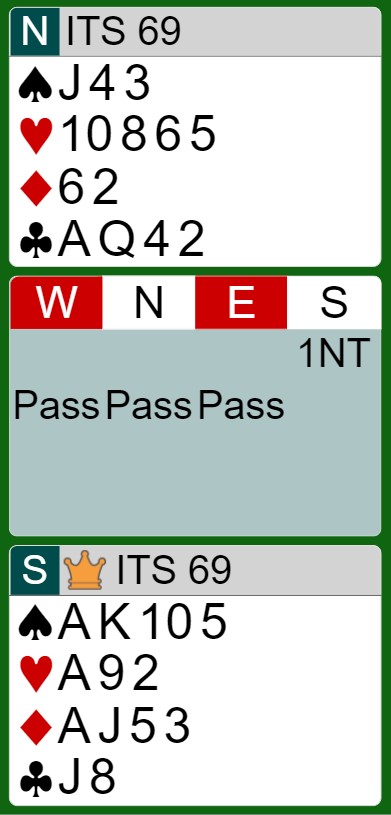 N ITS 69
♠J43
♥10865
♦62
♣AQ42
W N E S
1NT
Pass Pass Pass
S ITS 69
♠AK105
♥A92
♦AJ53
♣J8